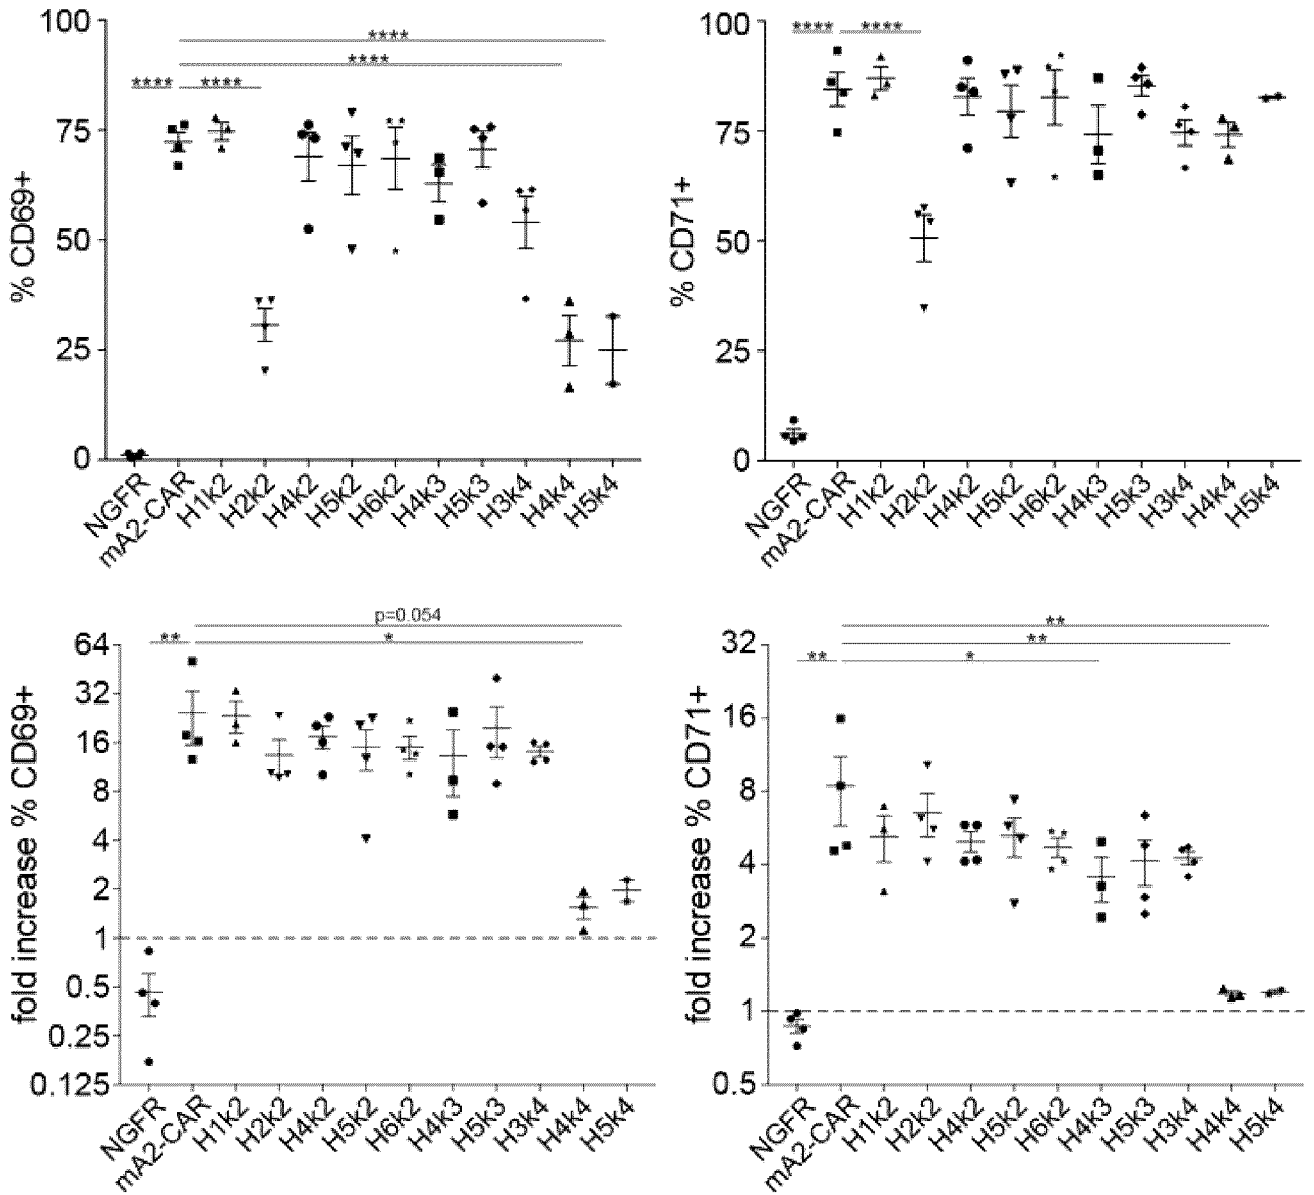 100
75
50
25
0
% CD69+
****
****
**** ****
NGFR
mA2-CAR
H1k2
H2k2
H4k2
H5k2
H6k2
H4k3
H5k3
H3k4
H4k4
H5k4
100
75
50
25
0
% CD71+
**** ****
NGFR
mA2-CAR
H1k2
H2k2
H4k2
H5k2
H6k2
H4k3
H5k3
H3k4
H4k4
H5k4
64
32
16
8
4
2
1
0.5
0.25
0.125
fold increase % CD69+
p=0.054
** *
NGFR
mA2-CAR
H1k2
H2k2
H4k2
H5k2
H6k2
H4k3
H5k3
H3k4
H4k4
H5k4
32
16
8
4
2
1
0.5
fold increase % CD71+
**
**
** *
NGFR
mA2-CAR
H1k2
H2k2
H4k2
H5k2
H6k2
H4k3
H5k3
H3k4
H4k4
H5k4